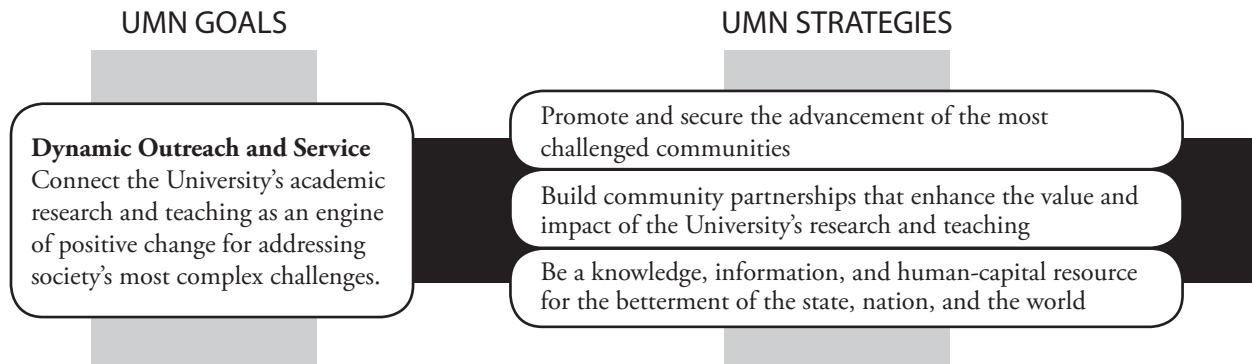 UMN GOALS
UMN STRATEGIES
Dynamic Outreach and Service
Connect the University’s academic
research and teaching as an engine
of positive change for addressing
society’s most complex challenges.
Promote and secure the advancement of the most
challenged communities
Build community partnerships that enhance the value and
impact of the University’s research and teaching
Be a knowledge, information, and human-capital resource
for the betterment of the state, nation, and the world